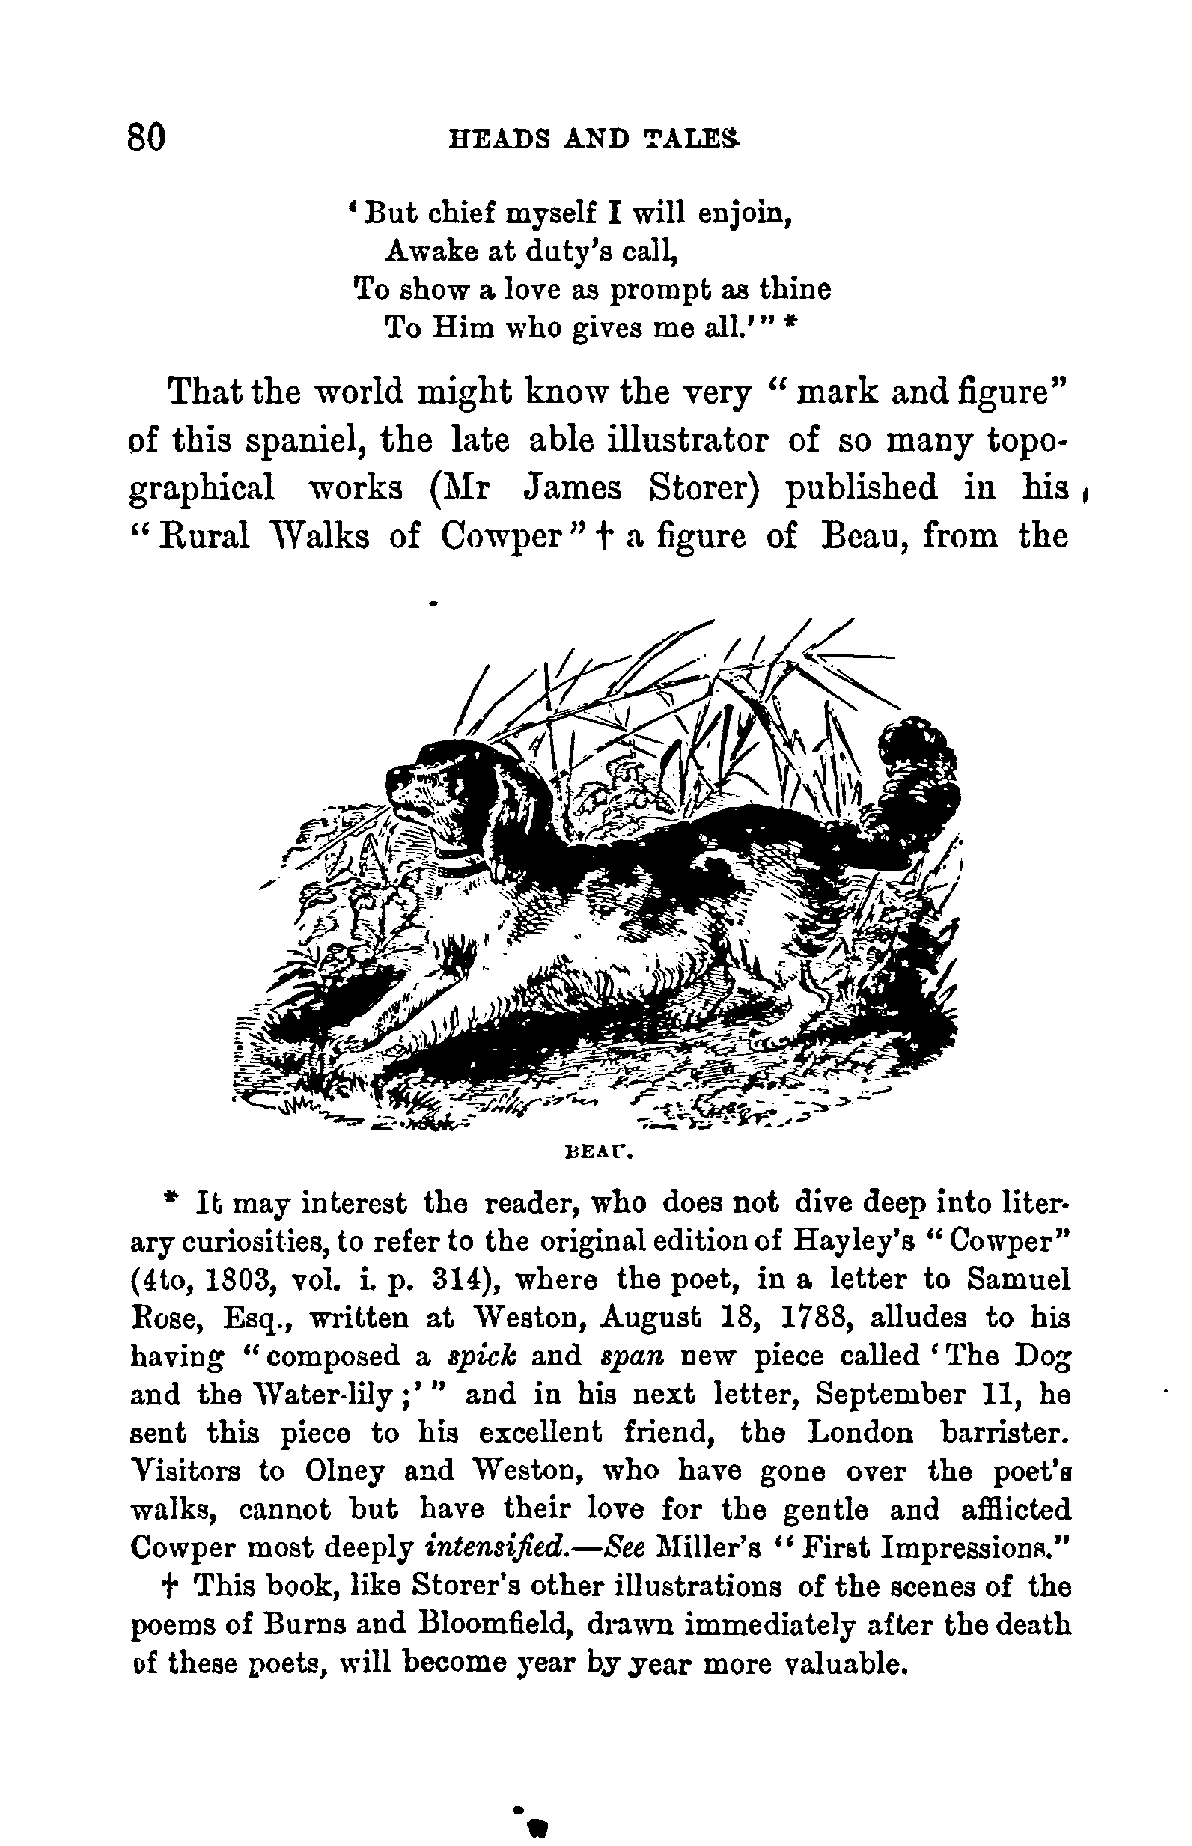 80 HEADS AND TALES.
‘But chief myself I will enjoin,
Awake at duty’s call,
To show a love as prompt as thine
To Him who gives me all.’” *
That the world might know the very “mark and figure”
of this spaniel, the late able illustrator of so many topo-
graphical works (Mr James Storer) published in his
“Rural Walks of Cowper” † a figure of Beau, from the
BEAU.
* It may interest the reader, who does not dive deep into liter-
ary curiosities, to refer to the original edition of Hayley’s “Cowper”
(4to, 1803, vol. i. p. 314), where the poet, in a letter to Samuel
Rose, Esq., written at Weston, August 18, 1788, alludes to his
having “composed a spick and span new piece called ‘The Dog
and the Water-lily;’” and in his next letter, September 11, he
sent this piece to his excellent friend, the London barrister.
Visitors to Olney and Weston, who have gone over the poet’s
walks, cannot but have their love for the gentle and afflicted
Cowper most deeply intensified.—See Miller’s “First Impressions.”
† This book, like Storer’s other illustrations of the scenes of the
poems of Burns and Bloomfield, drawn immediately after the death
of these poets, will become year by year more valuable.